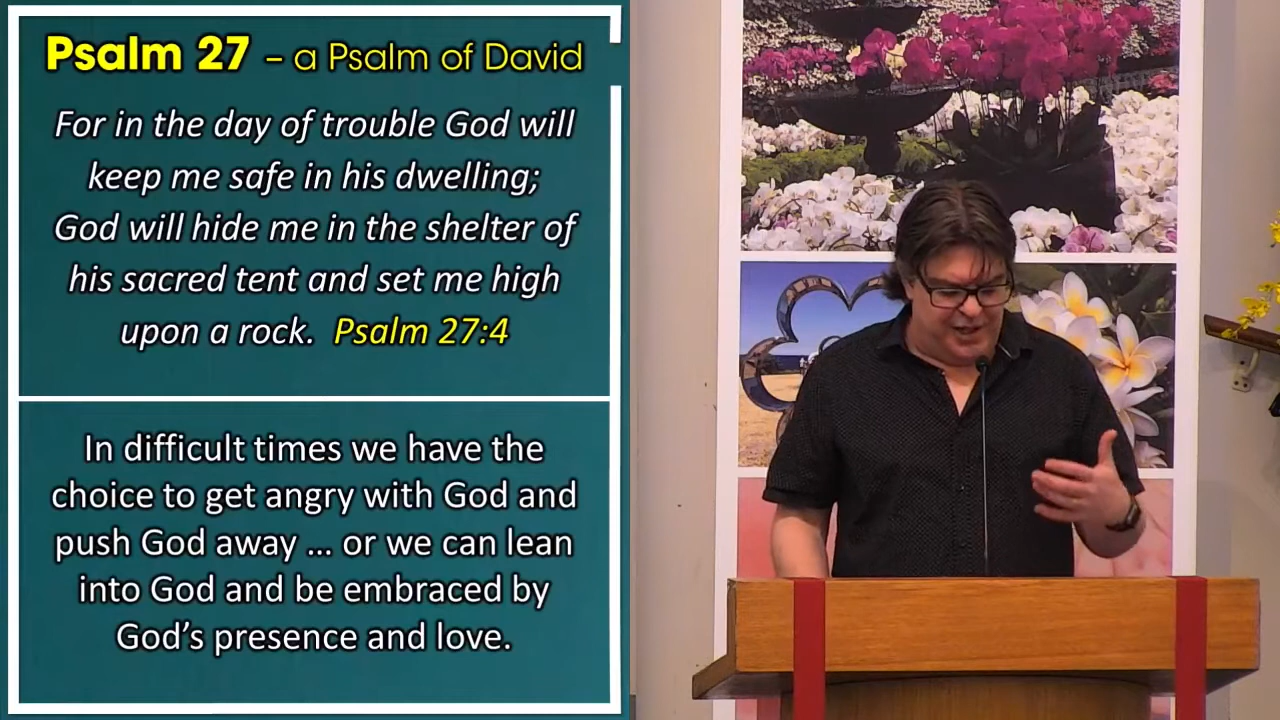 Psalm 27 – a Psalm of David
For in the day of trouble God will
keep me safe in his dwelling;
God will hide me in the shelter of
his sacred tent and set me high
upon a rock. Psalm 27:4
In difficult times we have the
choice to get angry with God and
push God away ... or we can lean
into God and be embraced by
God’s presence and love.